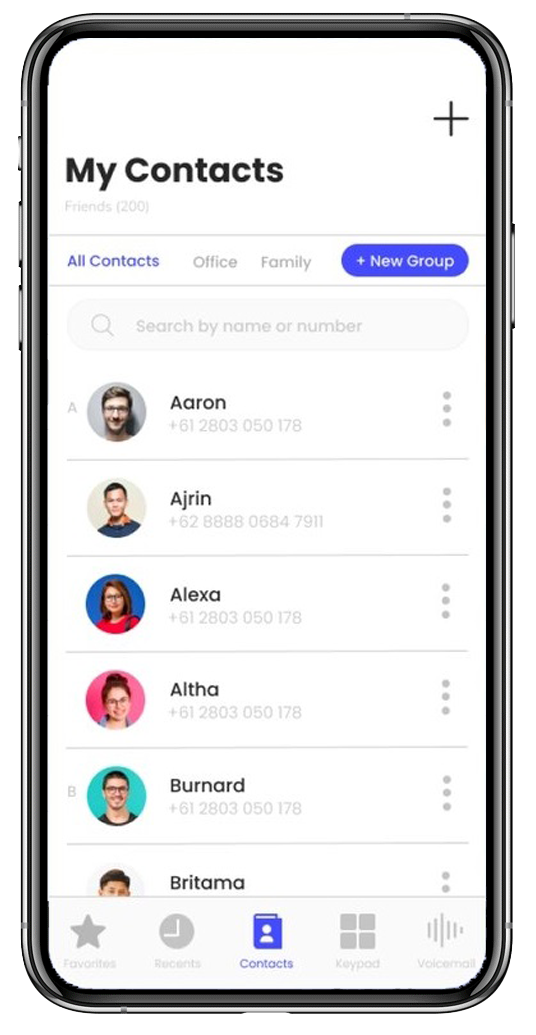 My Contacts
Friends (200)
All Contacts Office Family + New Group
Search by name or number
A
Aaron
+61 2803 050 178
Ajrin
+62 8888 0684 7911
Alexa
+61 2803 050 178
Altha
+61 2803 050 178
B
Burnard
+61 2803 050 178
Britama
Favorites Recents Contacts Keypad Voicemail